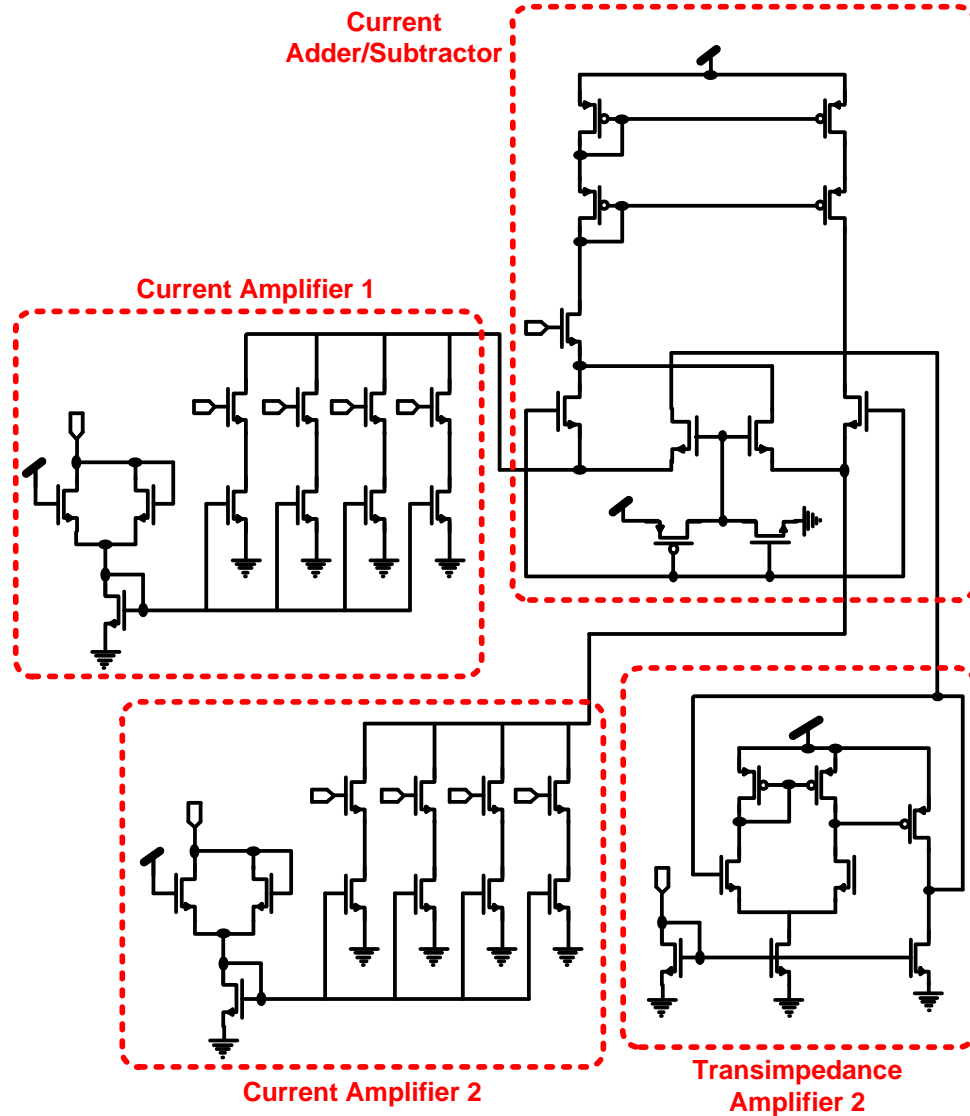 Current
Adder/Subtractor
Current Amplifier 1
Current Amplifier 2
Transimpedance
Amplifier 2